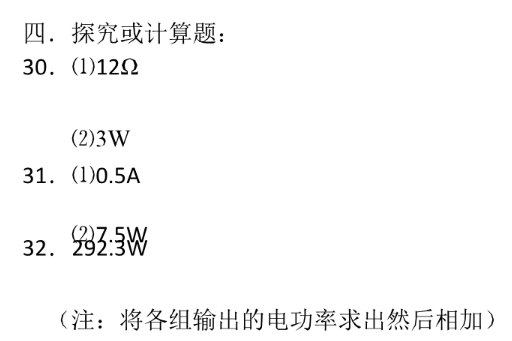 四．探究或计算题：
30．⑴12Ω
⑵3W
31．⑴0.5A
⑵7.5W
32．292.3W
（注：将各组输出的电功率求出然后相加）